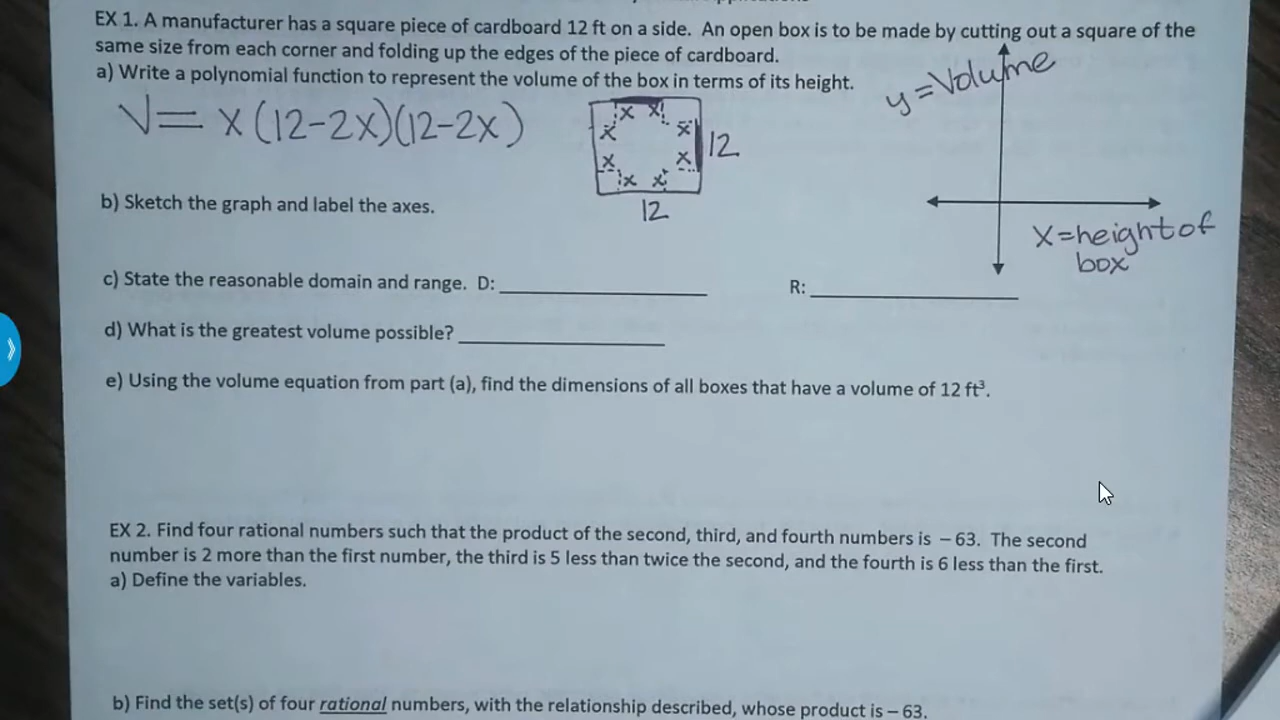 EX 1. A manufacturer has a square piece of cardboard 12 ft on a side. An open box is to be made by cutting out a square of the
same size from each corner and folding up the edges of the piece of cardboard.
a) Write a polynomial function to represent the volume of the box in terms of its height.
y=Volume
V= x(12-2x)(12-2x)
x x
x x
12
x x
x x
12
b) Sketch the graph and label the axes.
x=height of
box
c) State the reasonable domain and range. D: ____________________ R: ____________________
d) What is the greatest volume possible? ____________________
e) Using the volume equation from part (a), find the dimensions of all boxes that have a volume of 12 ft³.
EX 2. Find four rational numbers such that the product of the second, third, and fourth numbers is – 63. The second
number is 2 more than the first number, the third is 5 less than twice the second, and the fourth is 6 less than the first.
a) Define the variables.
b) Find the set(s) of four rational numbers, with the relationship described, whose product is – 63.